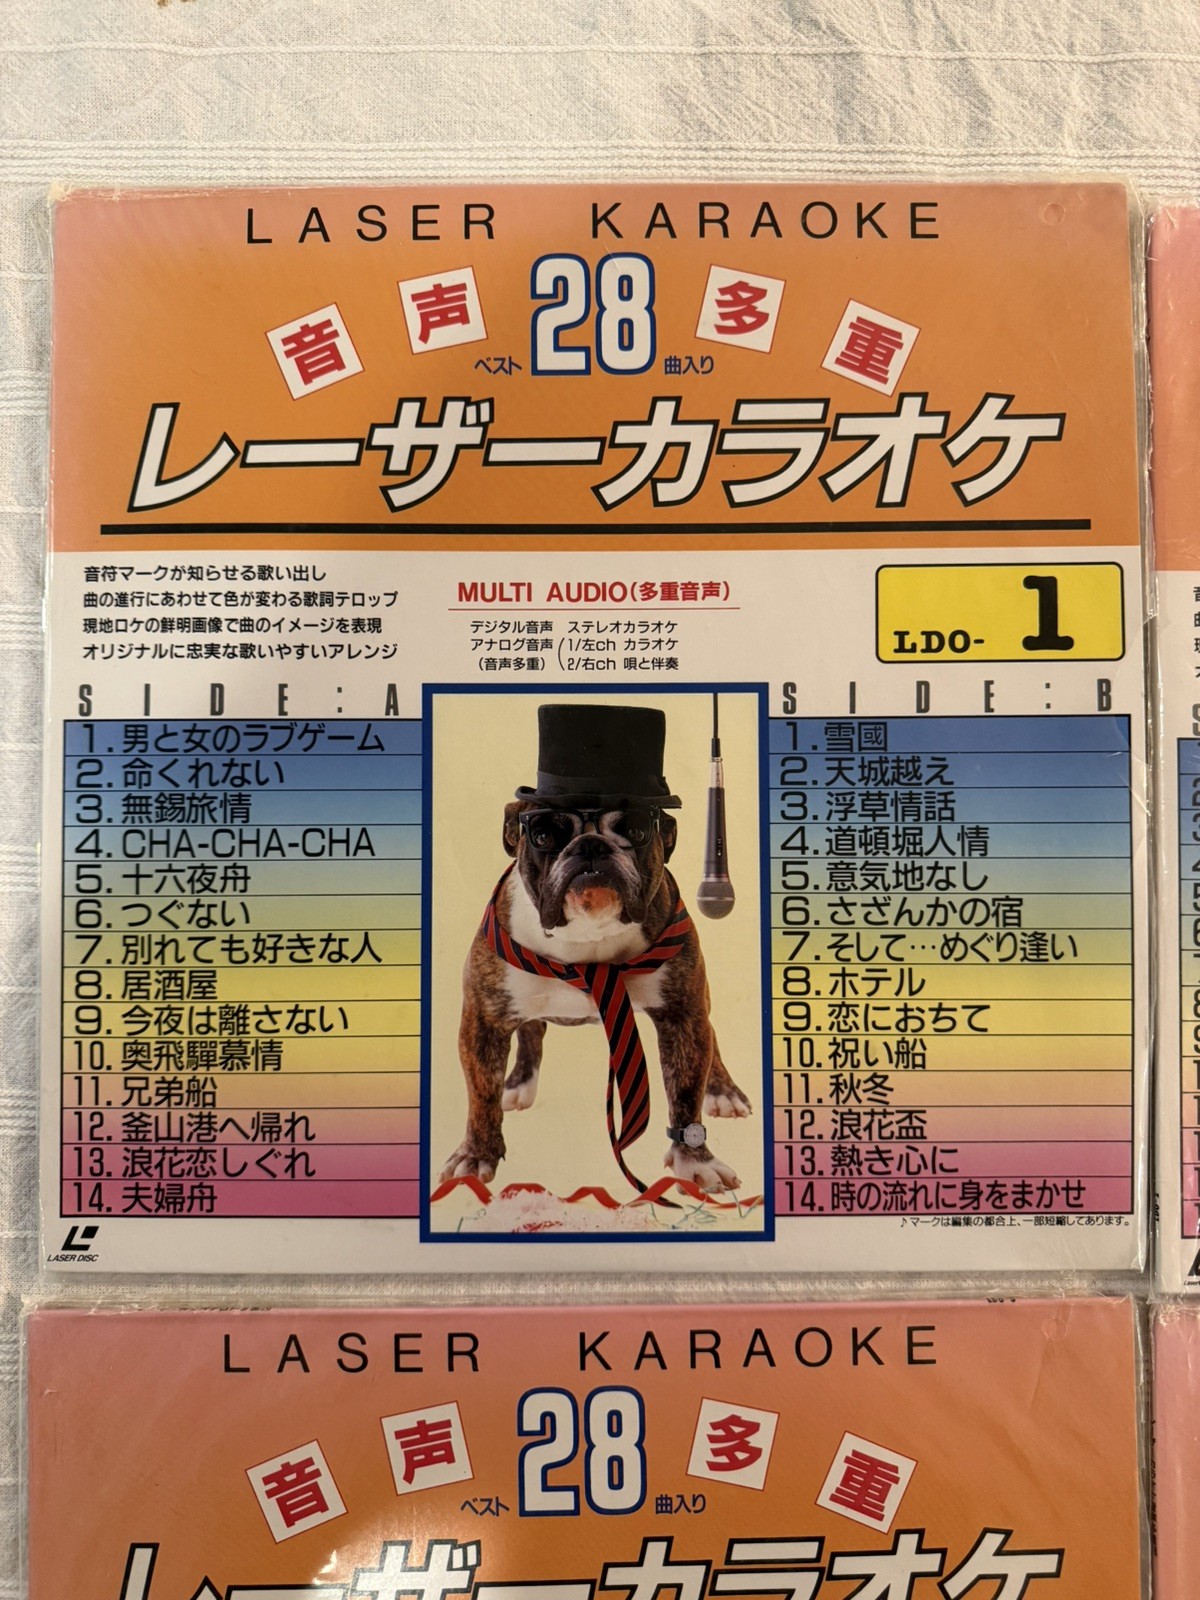 LASER KARAOKE
音声多重
ベスト 28 曲入り
レーザーカラオケ
音符マークが知らせる歌い出し
曲の進行にあわせて色が変わる歌詞テロップ
現地ロケの鮮明画像で曲のイメージを表現
オリジナルに忠実な歌いやすいアレンジ
MULTI AUDIO(多重音声)
デジタル音声 ステレオカラオケ
アナログ音声 1/左ch カラオケ
(音声多重) 2/右ch 唄と伴奏
LDO- 1
SIDE:A
1.男と女のラブゲーム
2.命くれない
3.無錫旅情
4.CHA-CHA-CHA
5.十六夜舟
6.つぐない
7.別れても好きな人
8.居酒屋
9.今夜は離さない
10.奥飛驒慕情
11.兄弟船
12.釜山港へ帰れ
13.浪花恋しぐれ
14.夫婦舟
SIDE:B
1.雪國
2.天城越え
3.浮草情話
4.道頓堀人情
5.意気地なし
6.さざんかの宿
7.そして…めぐり逢い
8.ホテル
9.恋におちて
10.祝い船
11.秋冬
12.浪花盃
13.熱き心に
14.時の流れに身をまかせ
♪マークは編集の都合上、一部短縮してあります。
LASER DISC
LASER KARAOKE
音声多重
ベスト 28 曲入り
レーザーカラオケ